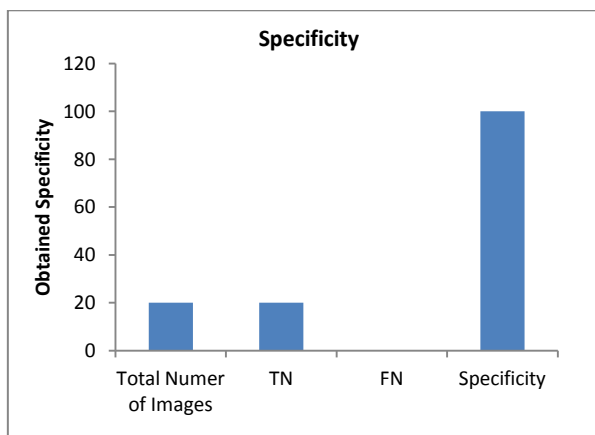 Specificity
Obtained Specificity
120
100
80
60
40
20
0
Total Numer
of Images
TN
FN
Specificity